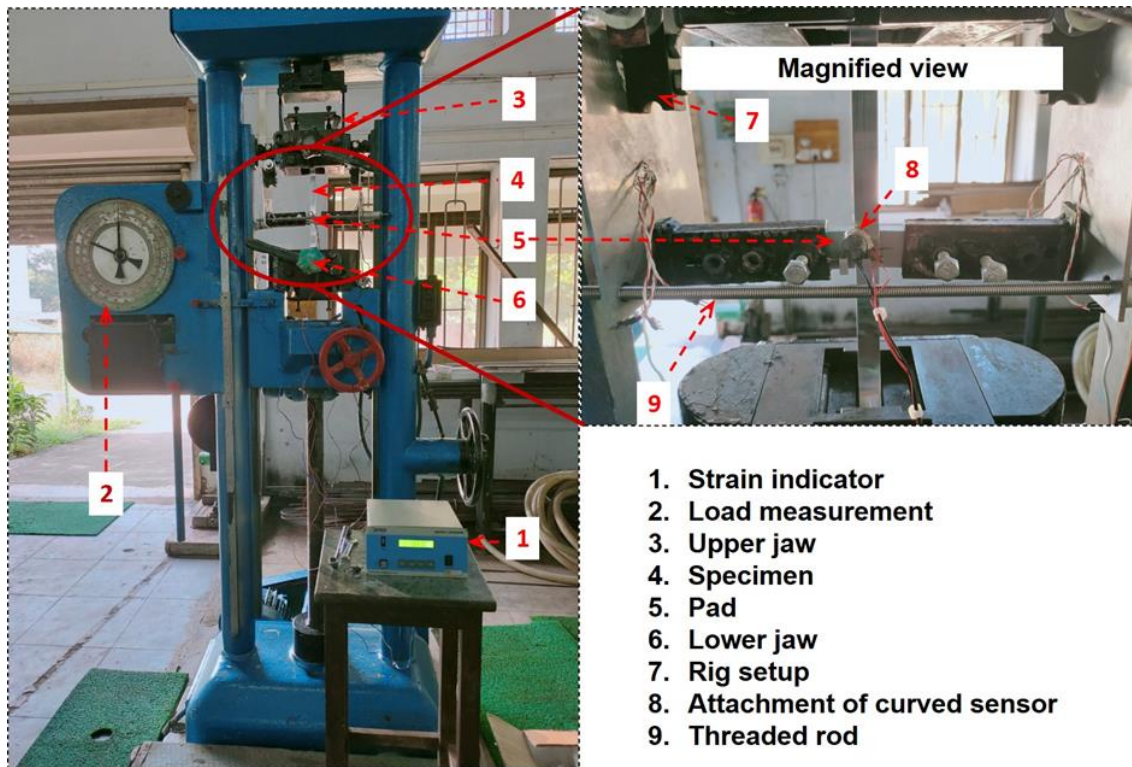 3
4
5
6
2
1
Magnified view
7
8
9
1. Strain indicator
2. Load measurement
3. Upper jaw
4. Specimen
5. Pad
6. Lower jaw
7. Rig setup
8. Attachment of curved sensor
9. Threaded rod